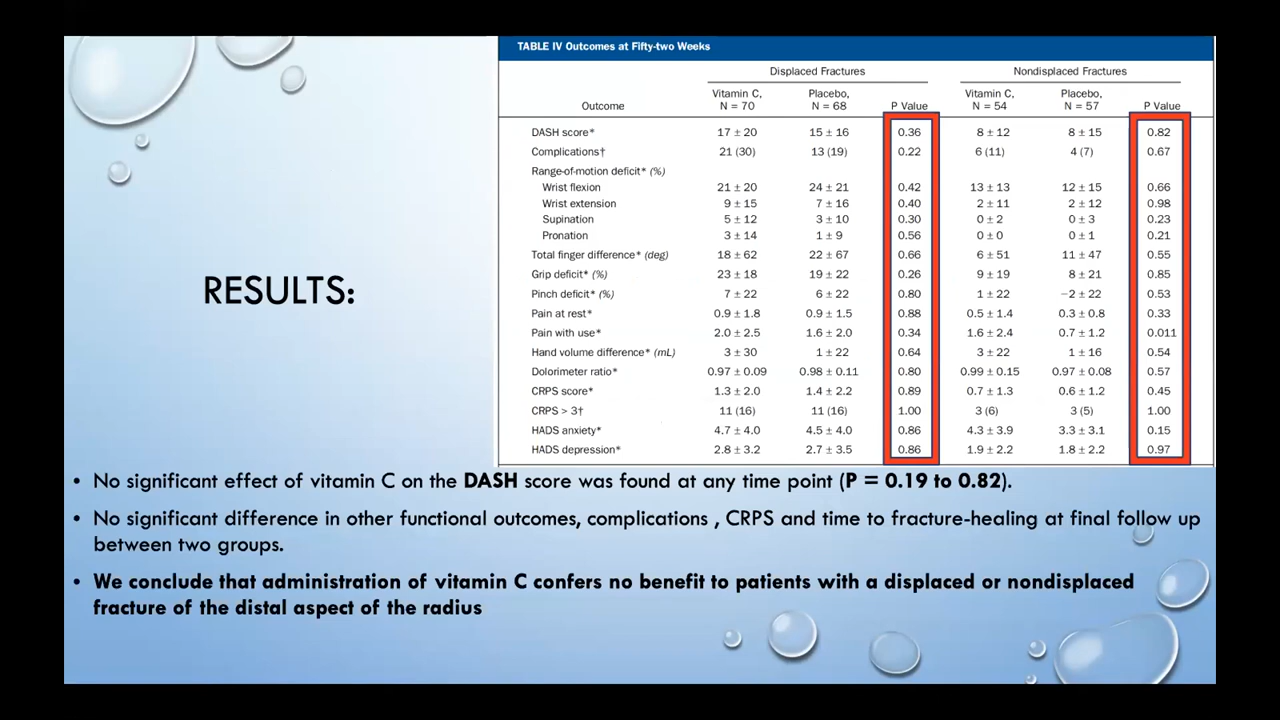 TABLE IV Outcomes at Fifty-two Weeks
Displaced Fractures Nondisplaced Fractures
Vitamin C, Placebo, Vitamin C, Placebo,
Outcome N = 70 N = 68 P Value N = 54 N = 57 P Value
DASH score* 17 ± 20 15 ± 16 0.36 8 ± 12 8 ± 15 0.82
Complications† 21 (30) 13 (19) 0.22 6 (11) 4 (7) 0.67
Range-of-motion deficit* (%)
Wrist flexion 21 ± 20 24 ± 21 0.42 13 ± 13 12 ± 15 0.66
Wrist extension 9 ± 15 7 ± 16 0.40 2 ± 11 2 ± 12 0.98
Supination 5 ± 12 3 ± 10 0.30 0 ± 2 0 ± 3 0.23
Pronation 3 ± 14 1 ± 9 0.56 0 ± 0 0 ± 1 0.21
Total finger difference* (deg) 18 ± 62 22 ± 67 0.66 6 ± 51 11 ± 47 0.55
Grip deficit* (%) 23 ± 18 19 ± 22 0.26 9 ± 19 8 ± 21 0.85
Pinch deficit* (%) 7 ± 22 6 ± 22 0.80 1 ± 22 −2 ± 22 0.53
Pain at rest* 0.9 ± 1.8 0.9 ± 1.5 0.88 0.5 ± 1.4 0.3 ± 0.8 0.33
Pain with use* 2.0 ± 2.5 1.6 ± 2.0 0.34 1.6 ± 2.4 0.7 ± 1.2 0.011
Hand volume difference* (mL) 3 ± 30 1 ± 22 0.64 3 ± 22 1 ± 16 0.54
Dolorimeter ratio* 0.97 ± 0.09 0.98 ± 0.11 0.80 0.99 ± 0.15 0.97 ± 0.08 0.57
CRPS score* 1.3 ± 2.0 1.4 ± 2.2 0.89 0.7 ± 1.3 0.6 ± 1.2 0.45
CRPS > 3† 11 (16) 11 (16) 1.00 3 (6) 3 (5) 1.00
HADS anxiety* 4.7 ± 4.0 4.5 ± 4.0 0.86 4.3 ± 3.9 3.3 ± 3.1 0.15
HADS depression* 2.8 ± 3.2 2.7 ± 3.5 0.86 1.9 ± 2.2 1.8 ± 2.2 0.97
RESULTS:
• No significant effect of vitamin C on the DASH score was found at any time point (P = 0.19 to 0.82).
• No significant difference in other functional outcomes, complications , CRPS and time to fracture-healing at final follow up
between two groups.
• We conclude that administration of vitamin C confers no benefit to patients with a displaced or nondisplaced
fracture of the distal aspect of the radius